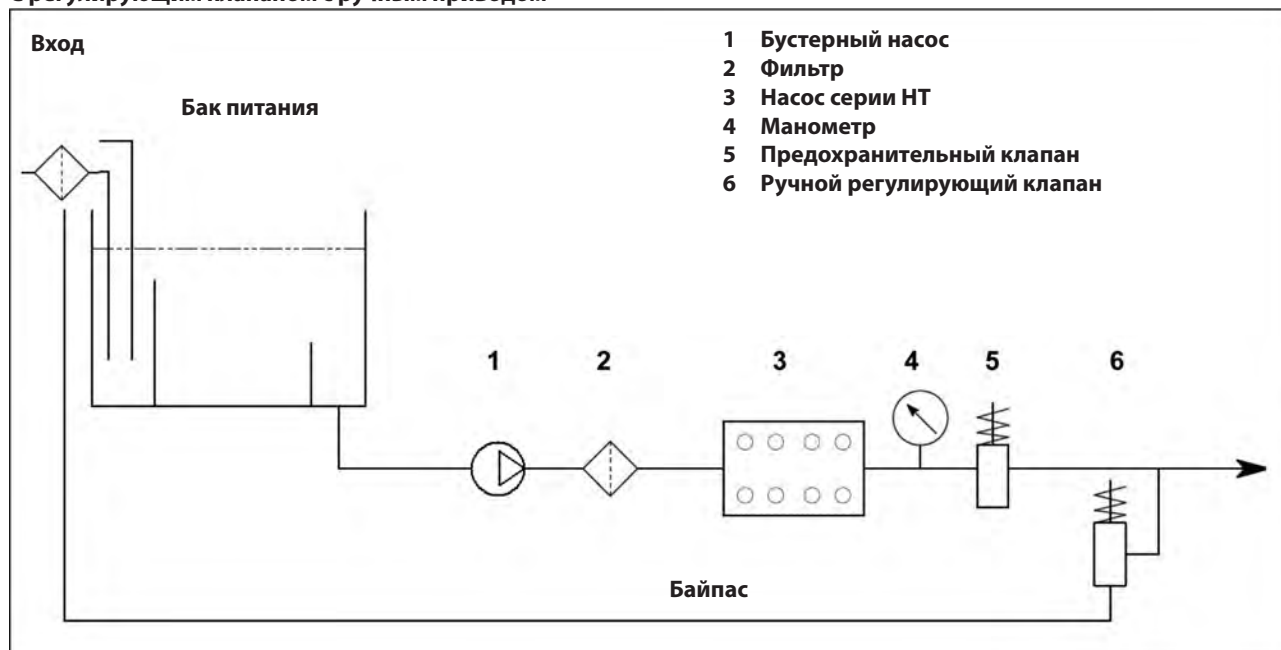 С регулирующим клапаном с ручным приводом
Вход
Бак питания
1 Бустерный насос
2 Фильтр
3 Насос серии НТ
4 Манометр
5 Предохранительный клапан
6 Ручной регулирующий клапан
1 2 3 4 5 6
Байпас